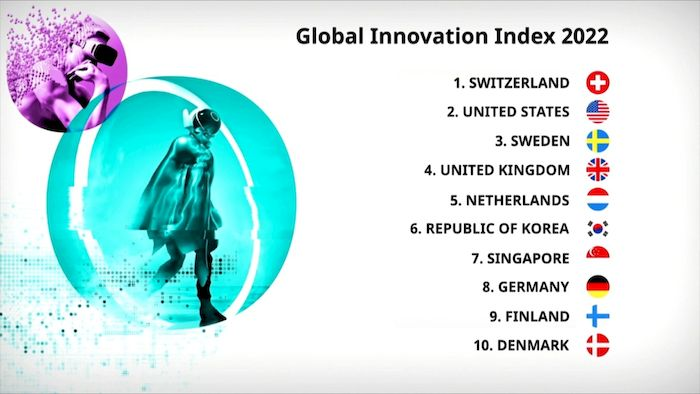 Global Innovation Index 2022
1. SWITZERLAND
2. UNITED STATES
3. SWEDEN
4. UNITED KINGDOM
5. NETHERLANDS
6. REPUBLIC OF KOREA
7. SINGAPORE
8. GERMANY
9. FINLAND
10. DENMARK